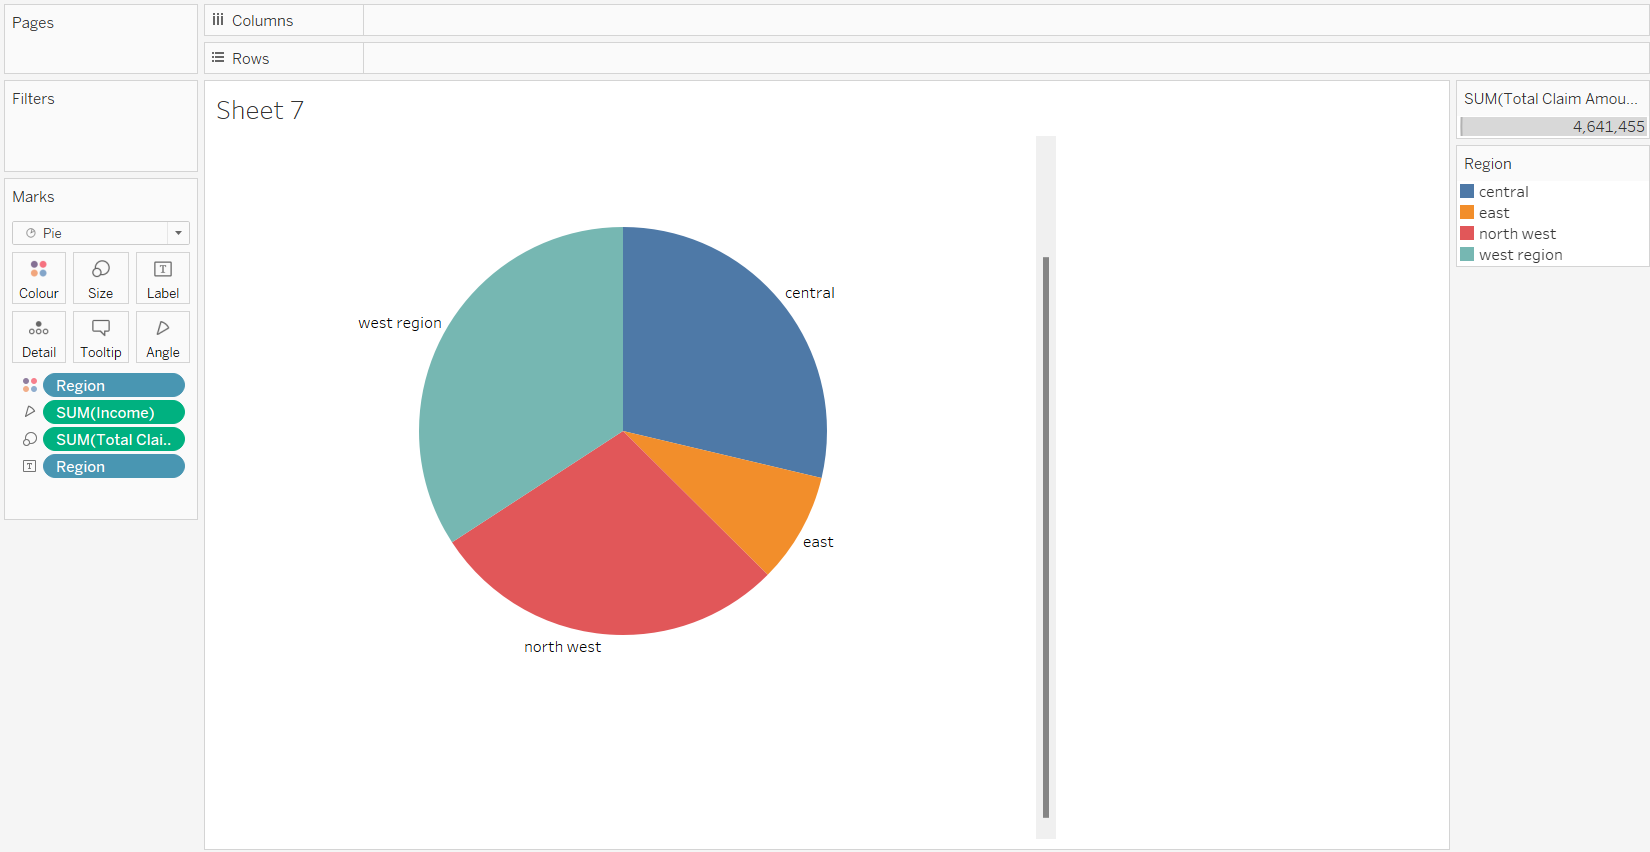 Pages
Columns
Rows
Filters
Marks
Pie
Colour
Size
Label
Detail
Tooltip
Angle
Region
SUM(Income)
SUM(Total Clai..
Region
Sheet 7
central
west region
east
north west
SUM(Total Claim Amou...
4,641,455
Region
central
east
north west
west region